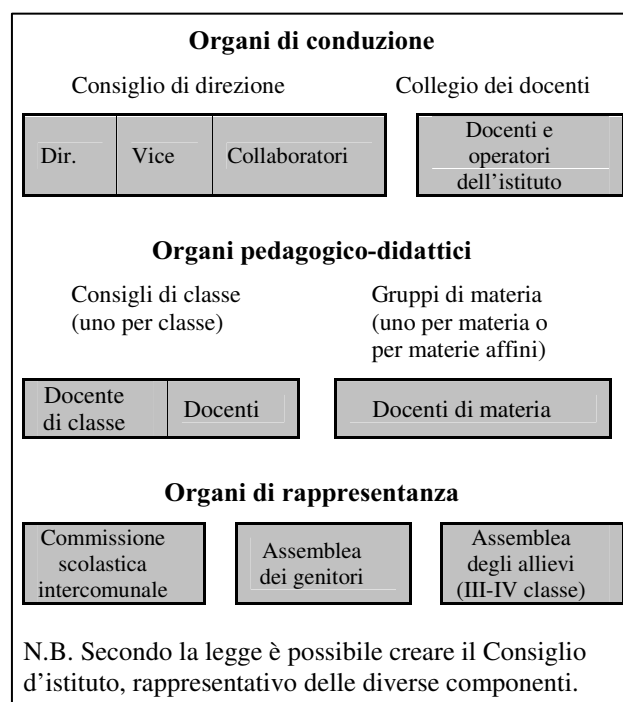 Organi di conduzione
Consiglio di direzione Collegio dei docenti
Dir. Vice Collaboratori
Docenti e
operatori
dell'istituto
Organi pedagogico-didattici
Consigli di classe
(uno per classe)
Gruppi di materia
(uno per materia o
per materie affini)
Docente
di classe
Docenti
Docenti di materia
Organi di rappresentanza
Commissione
scolastica
intercomunale
Assemblea
dei genitori
Assemblea
degli allievi
(III-IV classe)
N.B. Secondo la legge è possibile creare il Consiglio
d'istituto, rappresentativo delle diverse componenti.